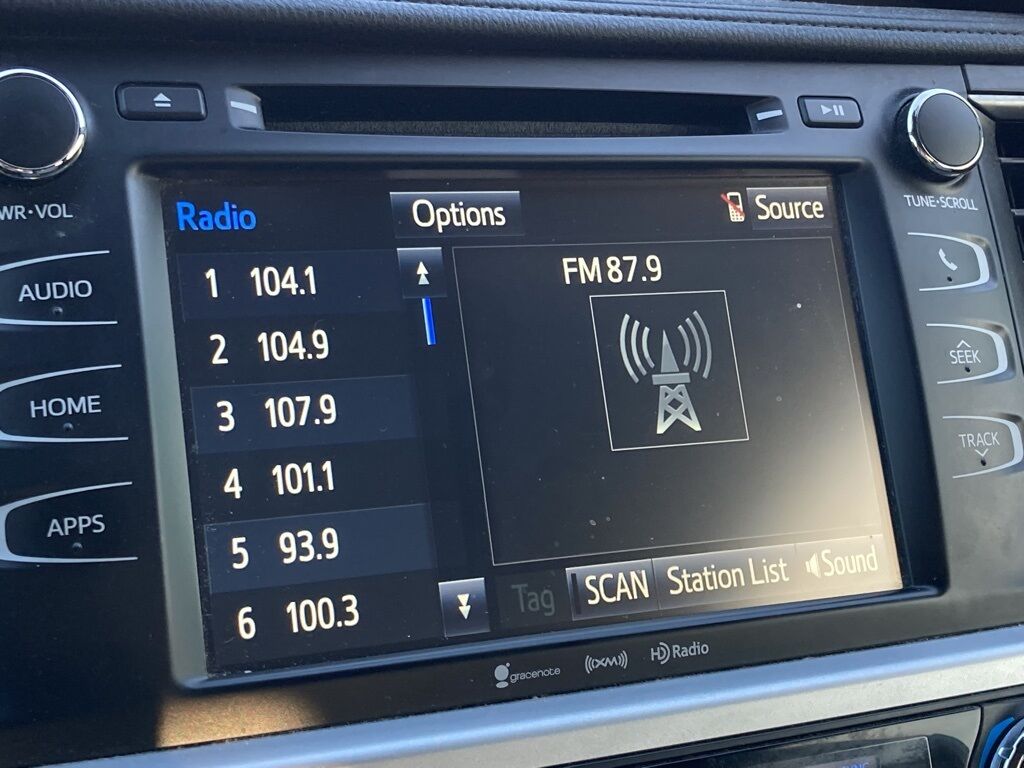 WR·VOL
AUDIO
HOME
APPS
Radio
Options
Source
1 104.1
2 104.9
3 107.9
4 101.1
5 93.9
6 100.3
FM 87.9
Tag
SCAN
Station List
Sound
gracenote
((XM))
HD Radio
TUNE·SCROLL
SEEK
TRACK